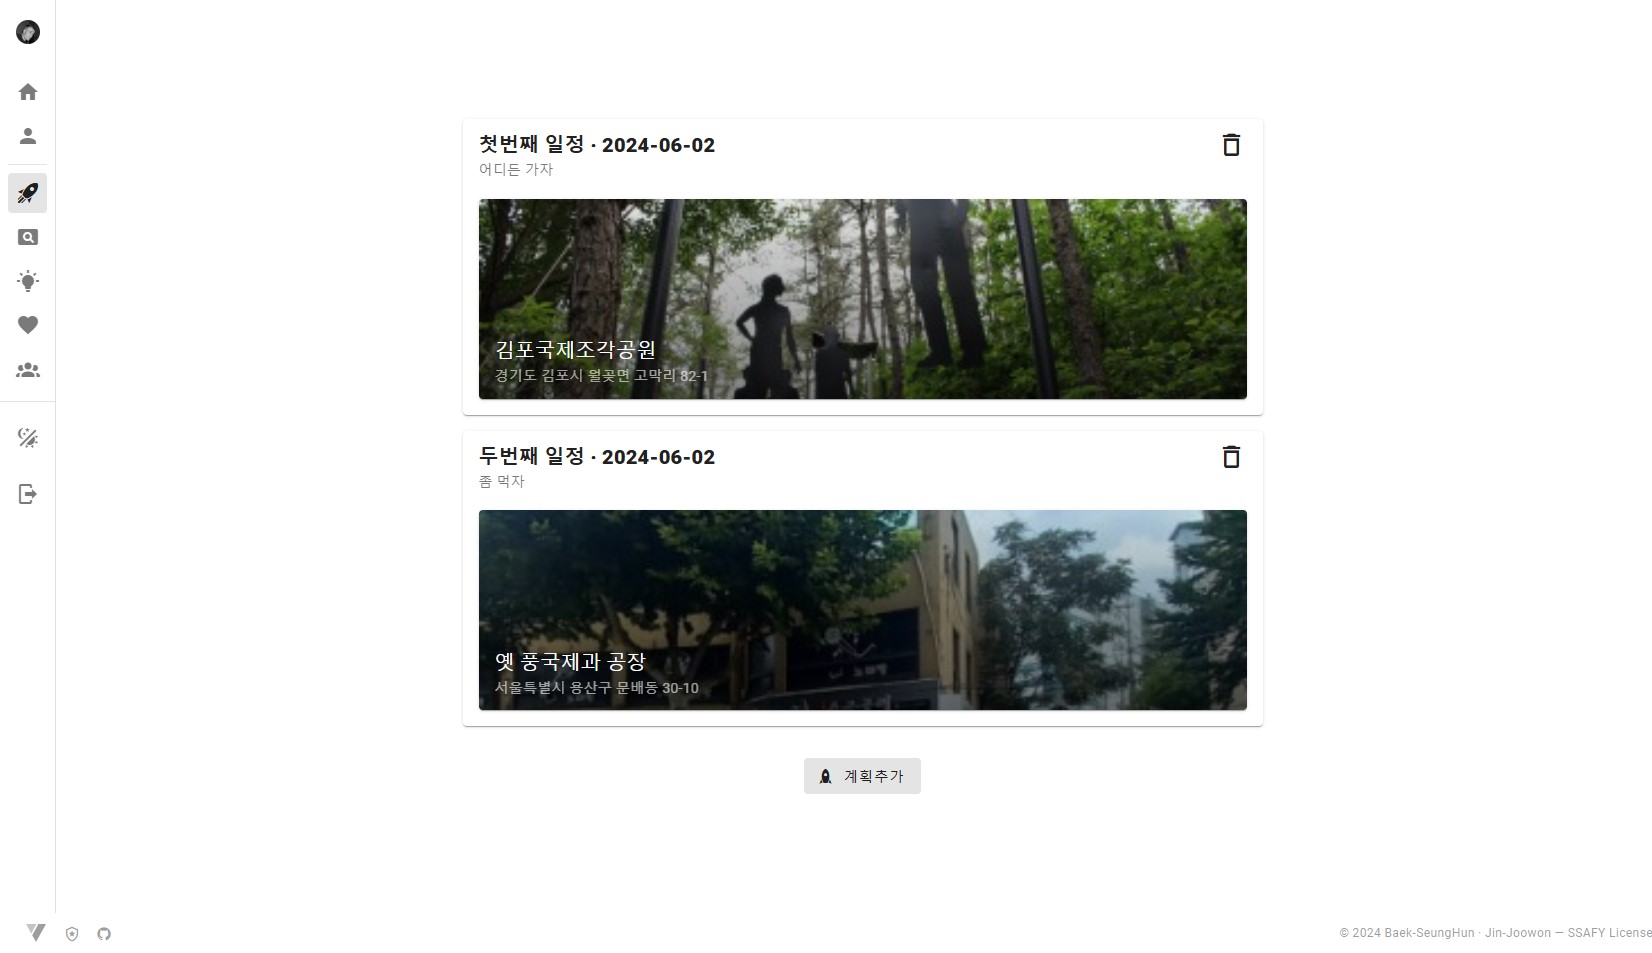 첫번째 일정 · 2024-06-02
어디든 가자
김포국제조각공원
경기도 김포시 월곶면 고막리 82-1
두번째 일정 · 2024-06-02
좀 먹자
옛 풍국제과 공장
서울특별시 용산구 문배동 30-10
계획추가
© 2024 Baek-SeungHun · Jin-Joowon — SSAFY License